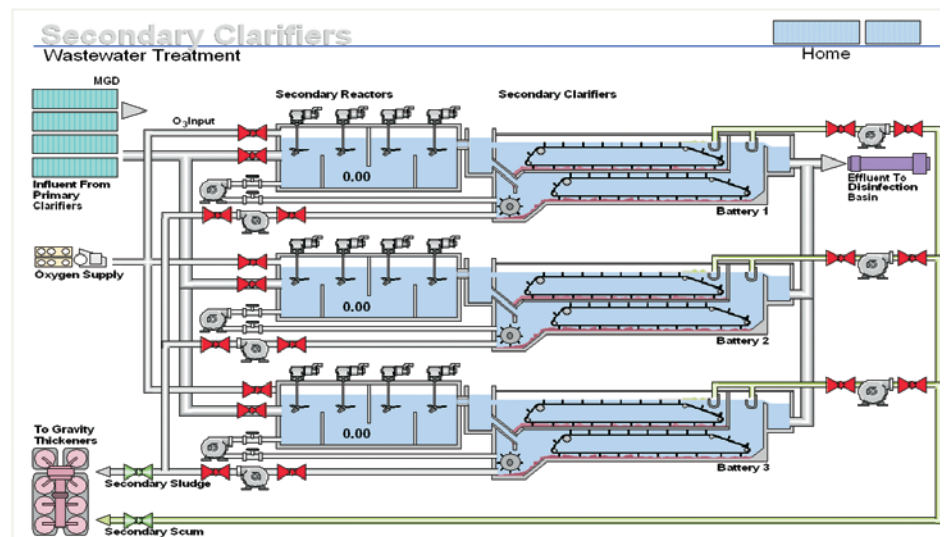 Secondary Clarifiers
Wastewater Treatment
Home
MGD
Secondary Reactors
Secondary Clarifiers
O3Input
Influent From
Primary
Clarifiers
0.00
Effluent To
Disinfection
Basin
Battery 1
Oxygen Supply
0.00
Battery 2
0.00
To Gravity
Thickeners
Battery 3
Secondary Sludge
Secondary Scum